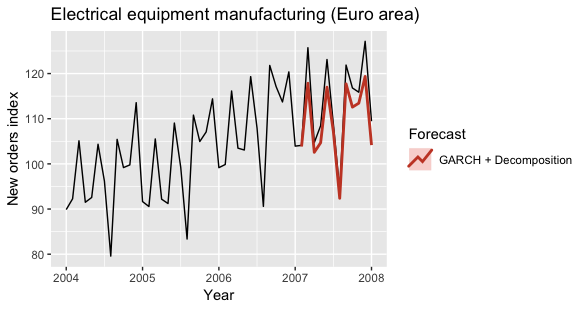 Electrical equipment manufacturing (Euro area)
New orders index
120
110
100
90
80
2004
2005
2006
2007
2008
Year
Forecast
GARCH + Decomposition